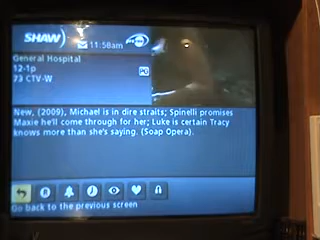 SHAW)
11:58am
General Hospital
12-1p
PG
73 CTV-W
New, (2009), Michael is in dire straits; Spinelli promises
Maxie he'll come through for her; Luke is certain Tracy
knows more than she's saying. (Soap Opera).
Go back to the previous screen